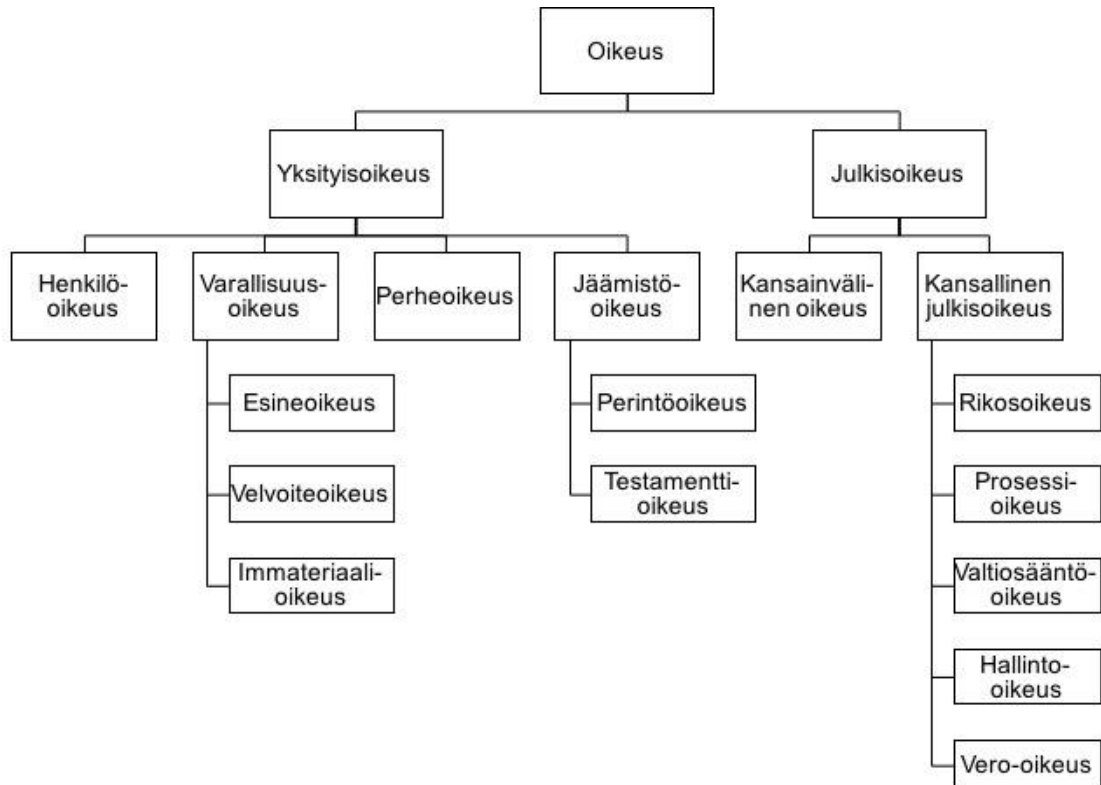 Oikeus
Yksityisoikeus
Julkisoikeus
Henkilö-
oikeus
Varallisuus-
oikeus
Perheoikeus
Jäämistö-
oikeus
Kansainväli-
nen oikeus
Kansallinen
julkisoikeus
Esineoikeus
Velvoiteoikeus
Immateriaali-
oikeus
Perintöoikeus
Testamentti-
oikeus
Rikosoikeus
Prosessi-
oikeus
Valtiosääntö-
oikeus
Hallinto-
oikeus
Vero-oikeus